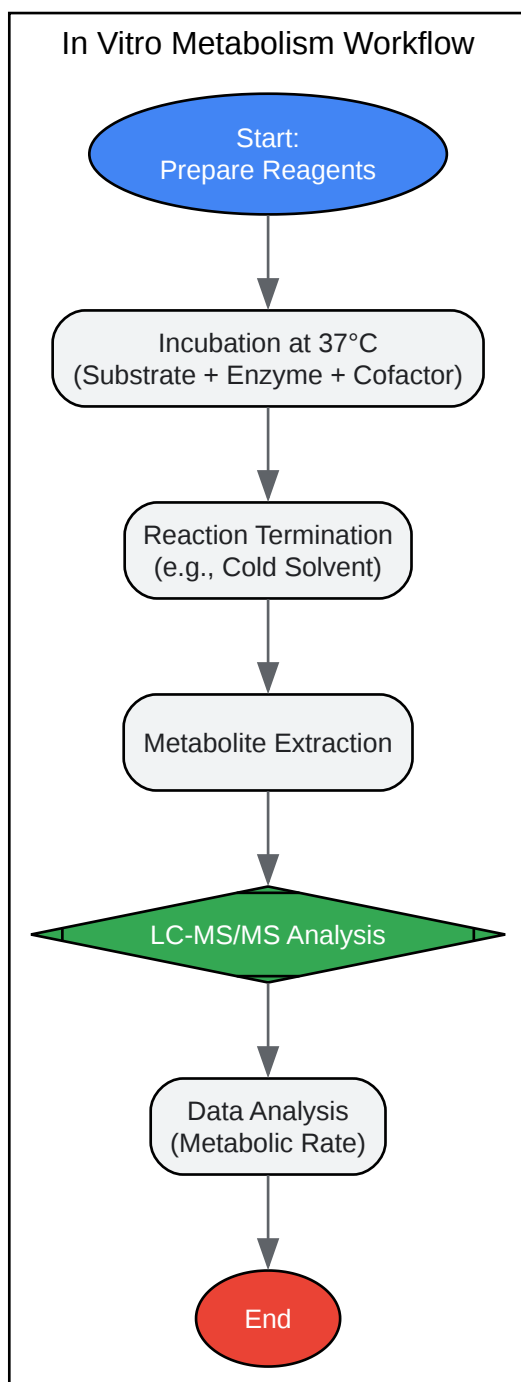 In Vitro Metabolism Workflow
Start:
Prepare Reagents
Incubation at 37°C
(Substrate + Enzyme + Cofactor)
Reaction Termination
(e.g., Cold Solvent)
Metabolite Extraction
LC-MS/MS Analysis
Data Analysis
(Metabolic Rate)
End